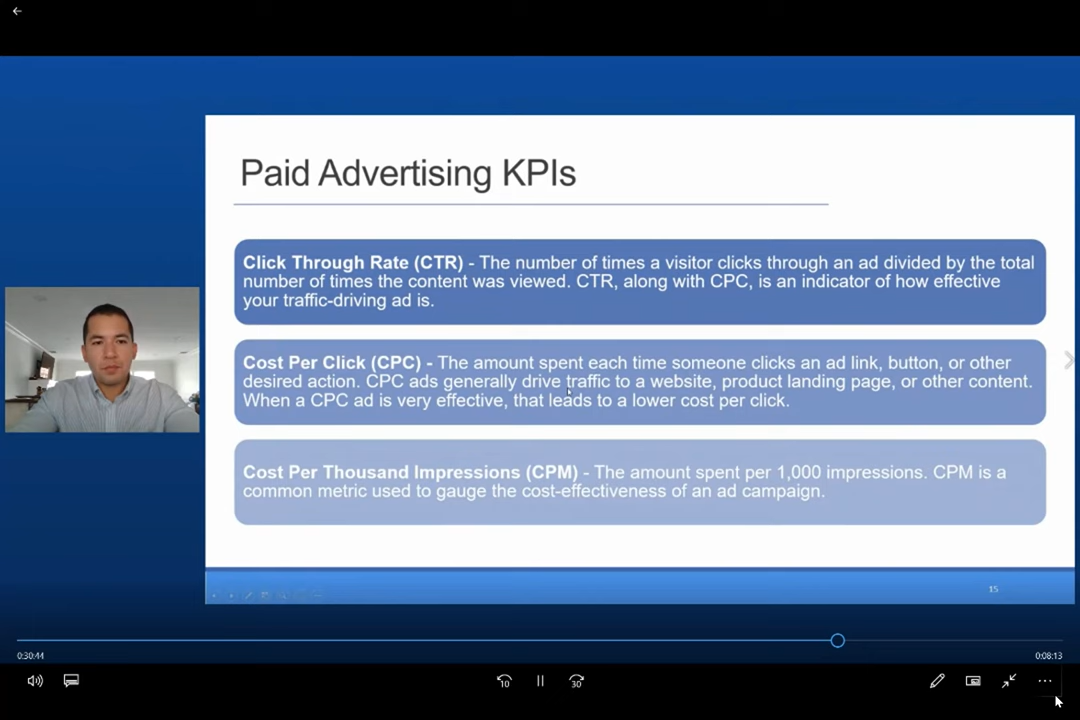 Paid Advertising KPIs
Click Through Rate (CTR) - The number of times a visitor clicks through an ad divided by the total
number of times the content was viewed. CTR, along with CPC, is an indicator of how effective
your traffic-driving ad is.
Cost Per Click (CPC) - The amount spent each time someone clicks an ad link, button, or other
desired action. CPC ads generally drive traffic to a website, product landing page, or other content.
When a CPC ad is very effective, that leads to a lower cost per click.
Cost Per Thousand Impressions (CPM) - The amount spent per 1,000 impressions. CPM is a
common metric used to gauge the cost-effectiveness of an ad campaign.
15
0:30:44
0:08:13
10
30